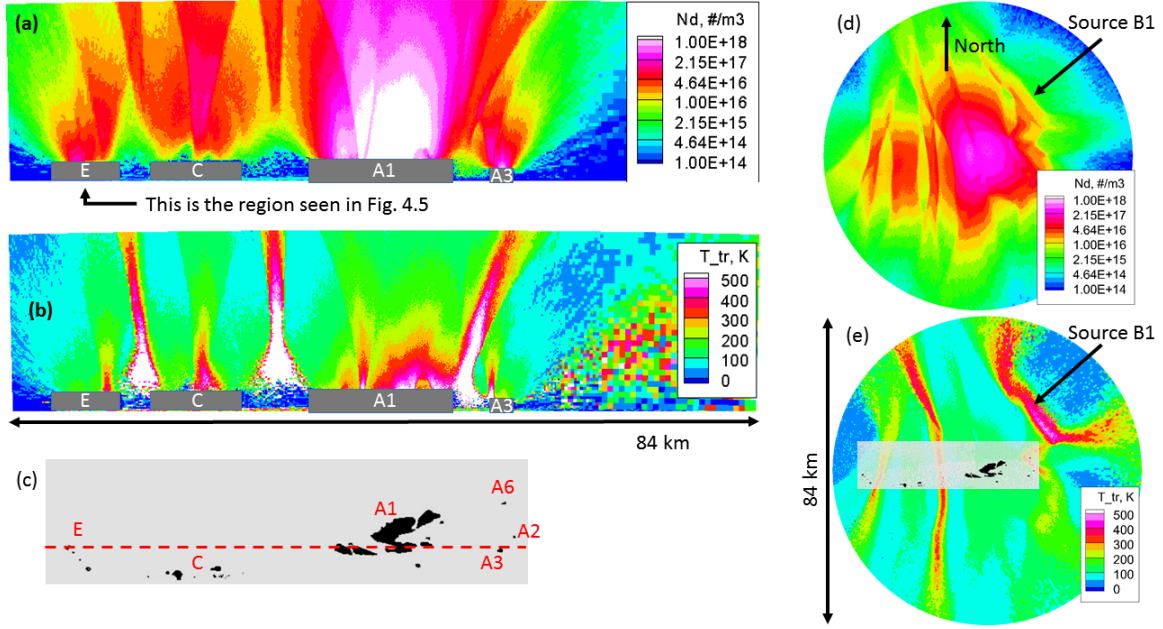 (a)
Nd, #/m3
1.00E+18
2.15E+17
4.64E+16
1.00E+16
2.15E+15
4.64E+14
1.00E+14
E
C
A1
A3
This is the region seen in Fig. 4.5
(b)
T_tr, K
500
400
300
200
100
0
E
C
A1
A3
84 km
(c)
E
C
A1
A6
A2
A3
(d)
North
Source B1
Nd, #/m3
1.00E+18
2.15E+17
4.64E+16
1.00E+16
2.15E+15
4.64E+14
1.00E+14
(e)
Source B1
84 km
T_tr, K
500
400
300
200
100
0